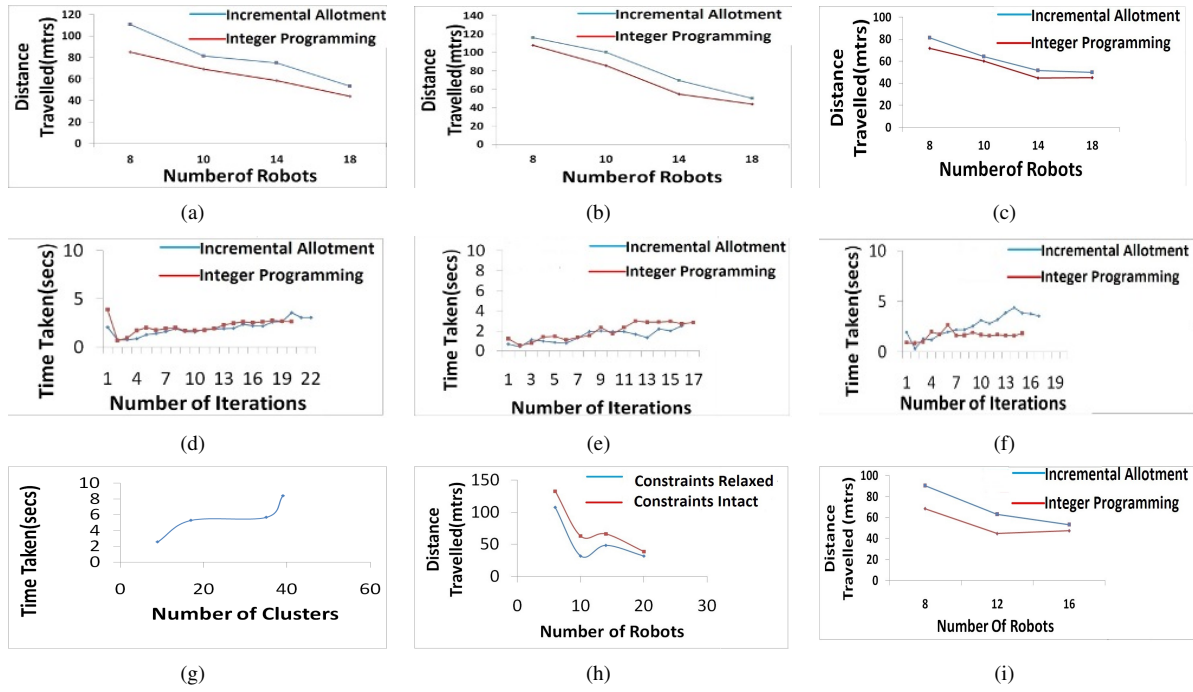 120
100
80
60
40
20
0
Distance
Travelled(mtrs)
Incremental Allotment
Integer Programming
8 10 14 18
Numberof Robots
(a)
140
120
100
80
60
40
20
0
Distance
Travelled(mtrs)
Incremental Allotment
Integer Programming
8 10 14 18
Numberof Robots
(b)
100
80
60
40
20
0
Distance
Travelled(mtrs)
Incremental Allotment
Integer Programming
8 10 14 18
Numberof Robots
(c)
10
5
0
Time Taken(secs)
Incremental Allotment
Integer Programming
1 4 7 10 13 16 19 22
Number of Iterations
(d)
10
8
6
4
2
0
Time Taken(secs)
Incremental Allotment
Integer Programming
1 3 5 7 9 11 13 15 17
Number of Iterations
(e)
10
5
0
Time Taken(secs)
Incremental Allotment
Integer Programming
1 4 7 10 13 16 19
Number of Iterations
(f)
10
8
6
4
2
0
Time Taken(secs)
0 20 40 60
Number of Clusters
(g)
150
100
50
0
Distance
Travelled(mtrs)
Constraints Relaxed
Constraints Intact
0 10 20 30
Number of Robots
(h)
100
80
60
40
20
0
Distance
Travelled (mtrs)
Incremental Allotment
Integer Programming
8 12 16
Number Of Robots
(i)